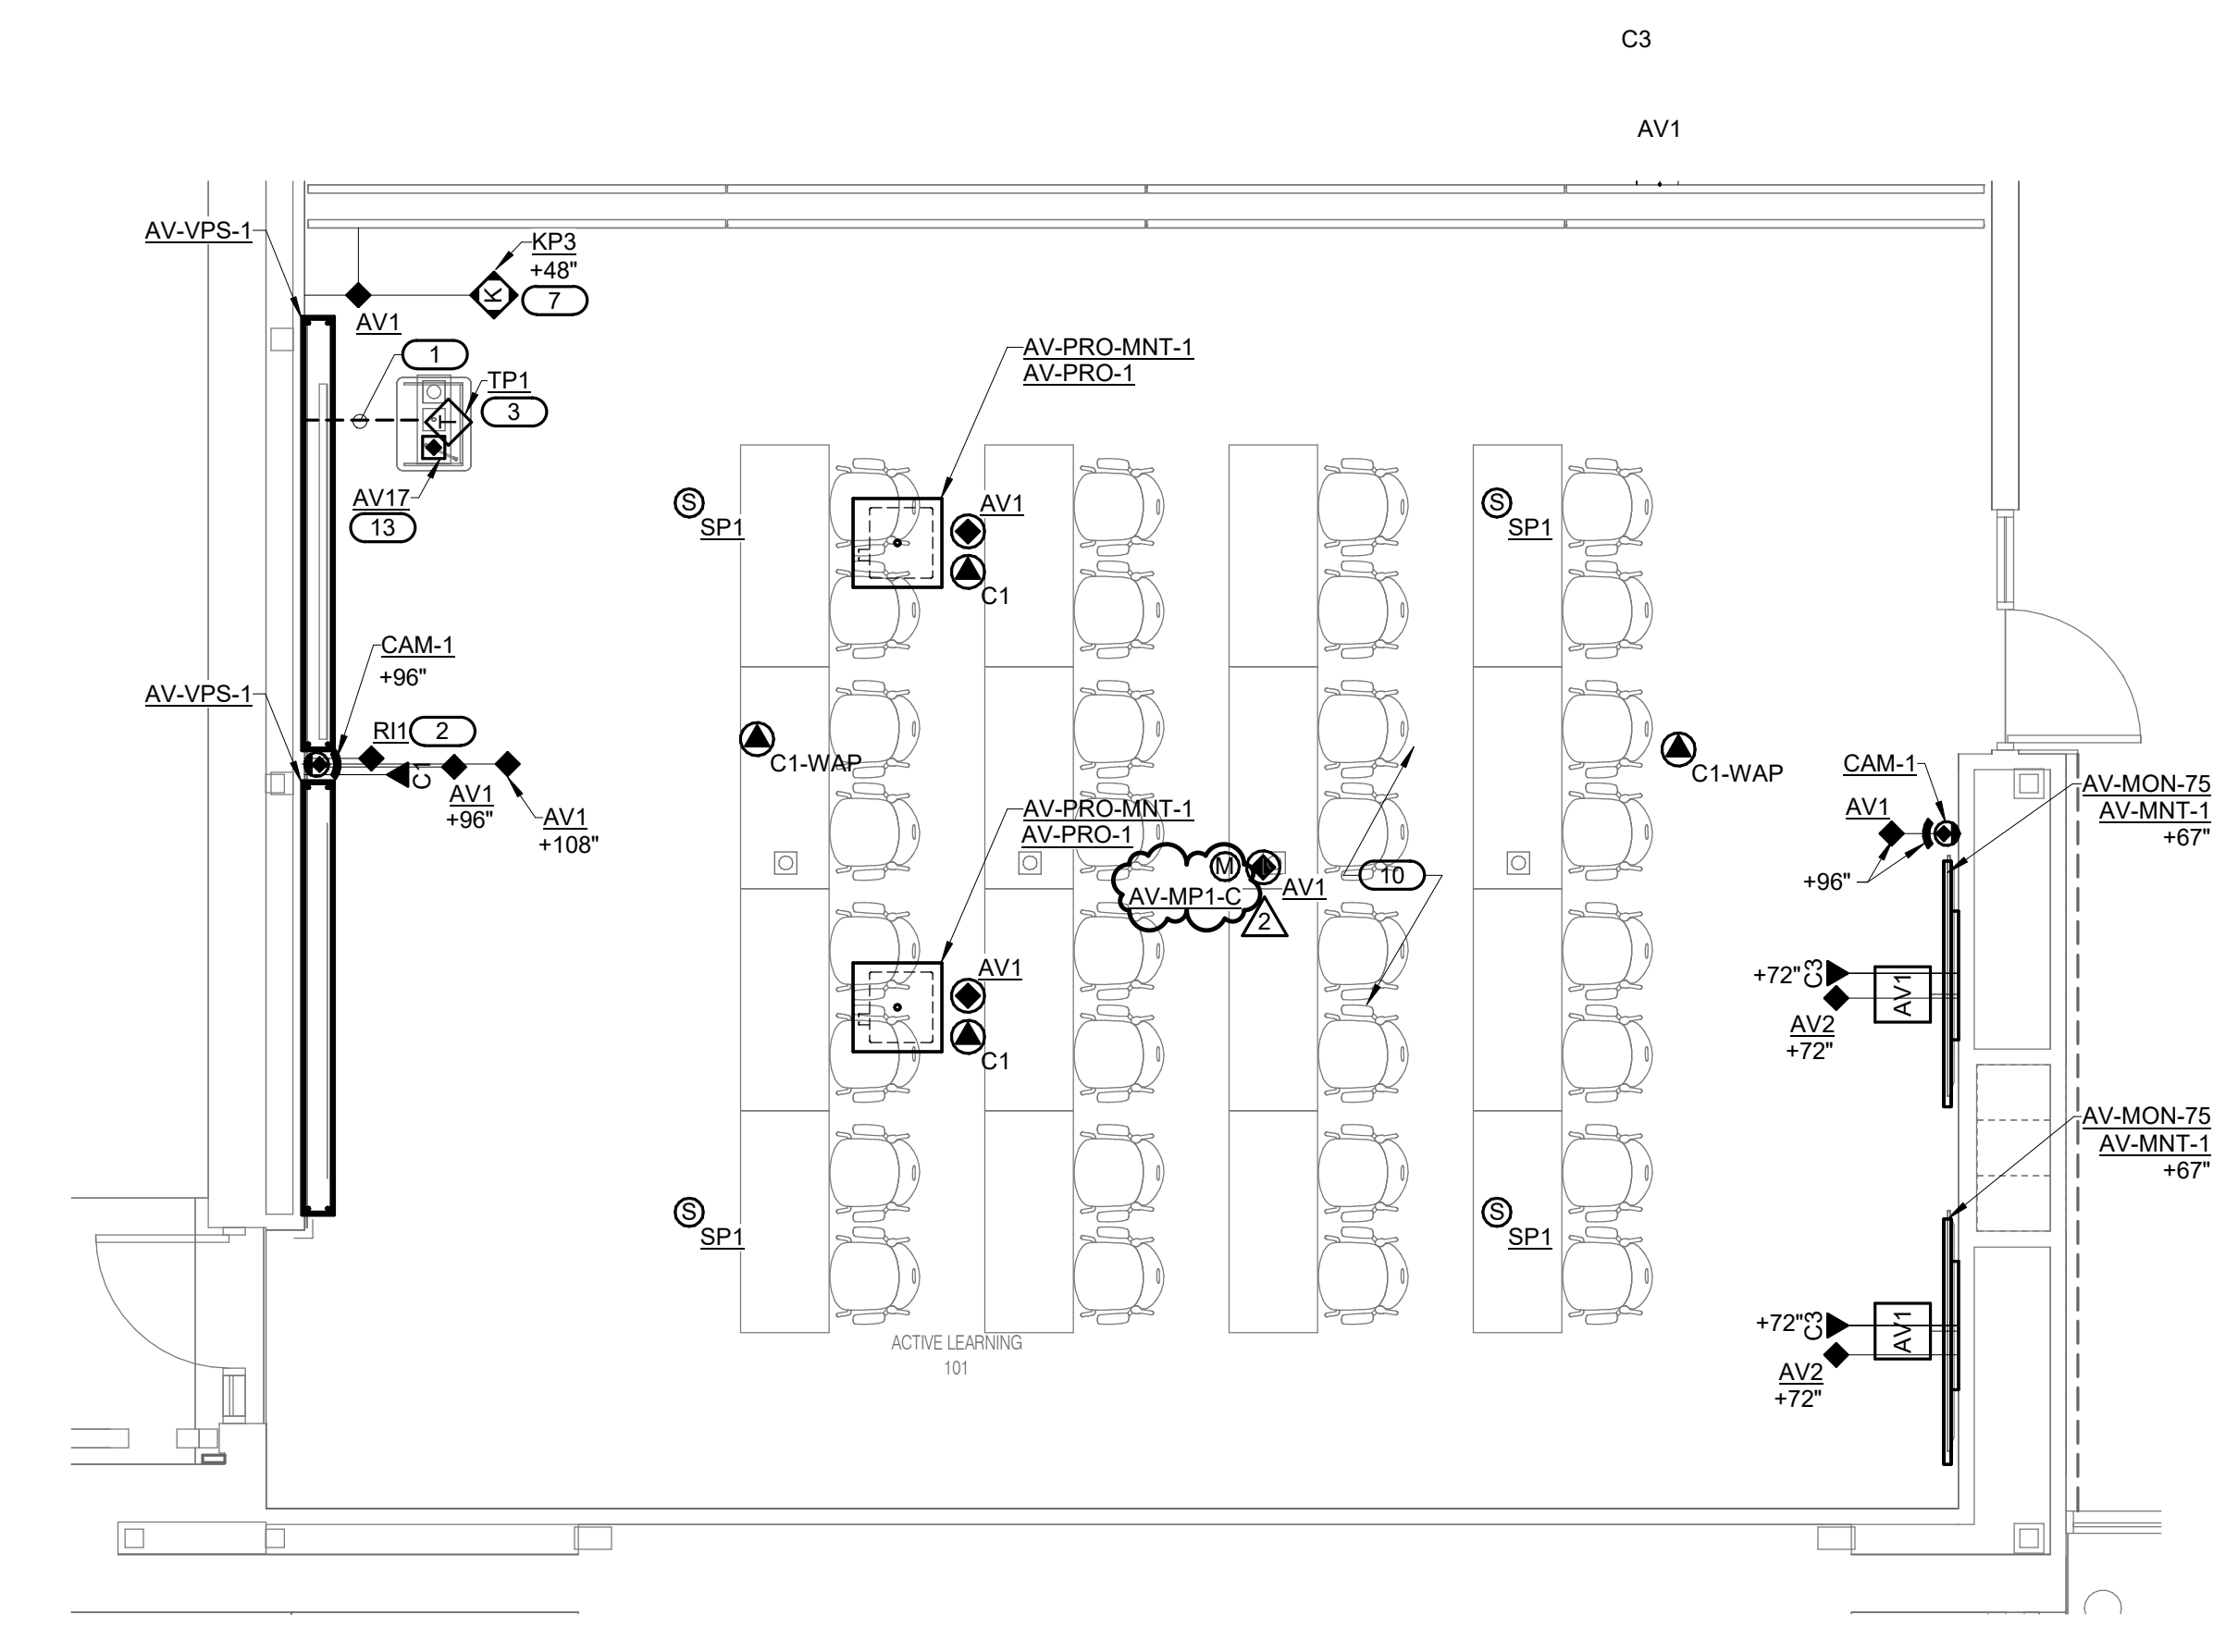 C3
AV1
AV-VPS-1
KP3
+48"
K
7
AV1
1
TP1
3
T
AV17
13
AV-PRO-MNT-1
AV-PRO-1
S
SP1
AV1
C1
S
SP1
CAM-1
+96"
AV-VPS-1
RI1
2
C1
AV1
+96"
AV1
+108"
C1-WAP
C1-WAP
AV-PRO-MNT-1
AV-PRO-1
M
AV-MP1-C
AV1
2
10
CAM-1
AV1
+96"
AV-MON-75
AV-MNT-1
+67"
AV1
C1
+72"
C3
AV1
AV2
+72"
AV-MON-75
AV-MNT-1
+67"
S
SP1
S
SP1
+72"
C3
AV1
AV2
+72"
ACTIVE LEARNING
101